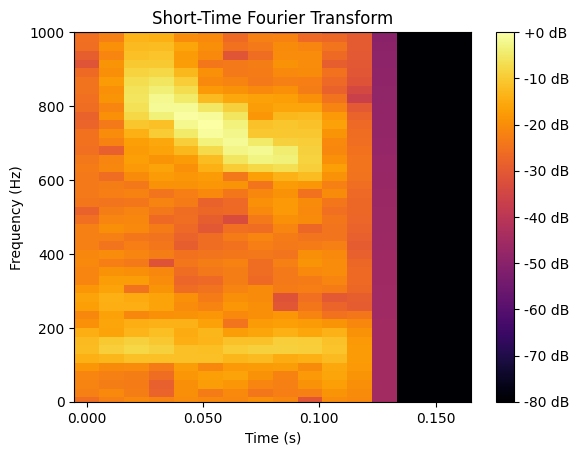 Short-Time Fourier Transform
1000
800
600
400
200
0
Frequency (Hz)
0.000
0.050
0.100
0.150
Time (s)
+0 dB
-10 dB
-20 dB
-30 dB
-40 dB
-50 dB
-60 dB
-70 dB
-80 dB